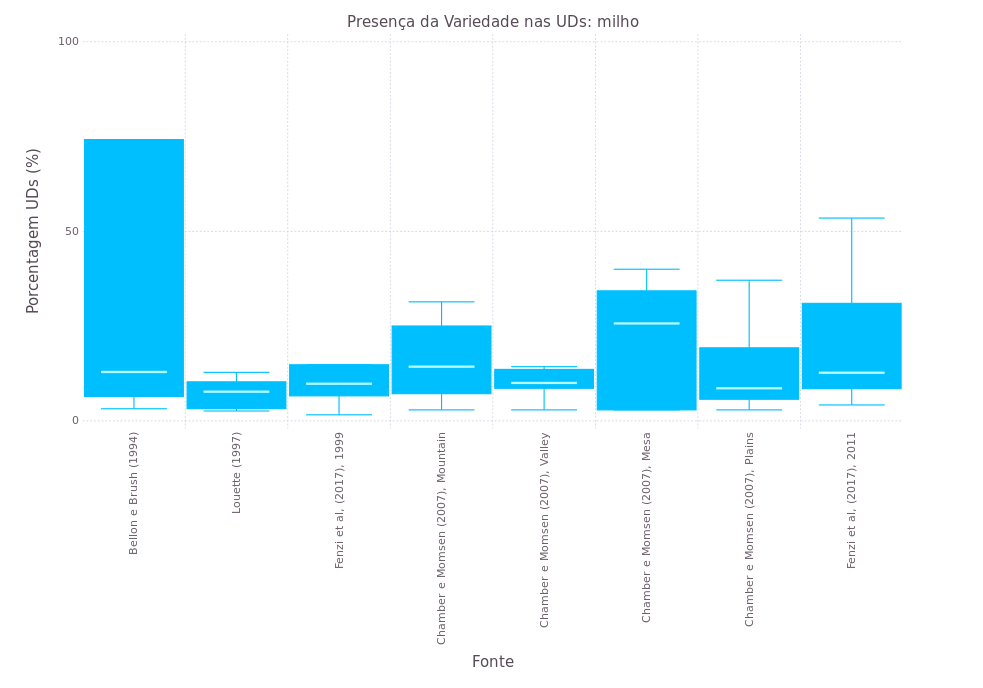 Presença da Variedade nas UDs: milho
Porcentagem UDs (%)
100
50
0
Bellon e Brush (1994)
Louette (1997)
Fenzi et al, (2017), 1999
Chamber e Momsen (2007), Mountain
Chamber e Momsen (2007), Valley
Chamber e Momsen (2007), Mesa
Chamber e Momsen (2007), Plains
Fenzi et al, (2017), 2011
Fonte